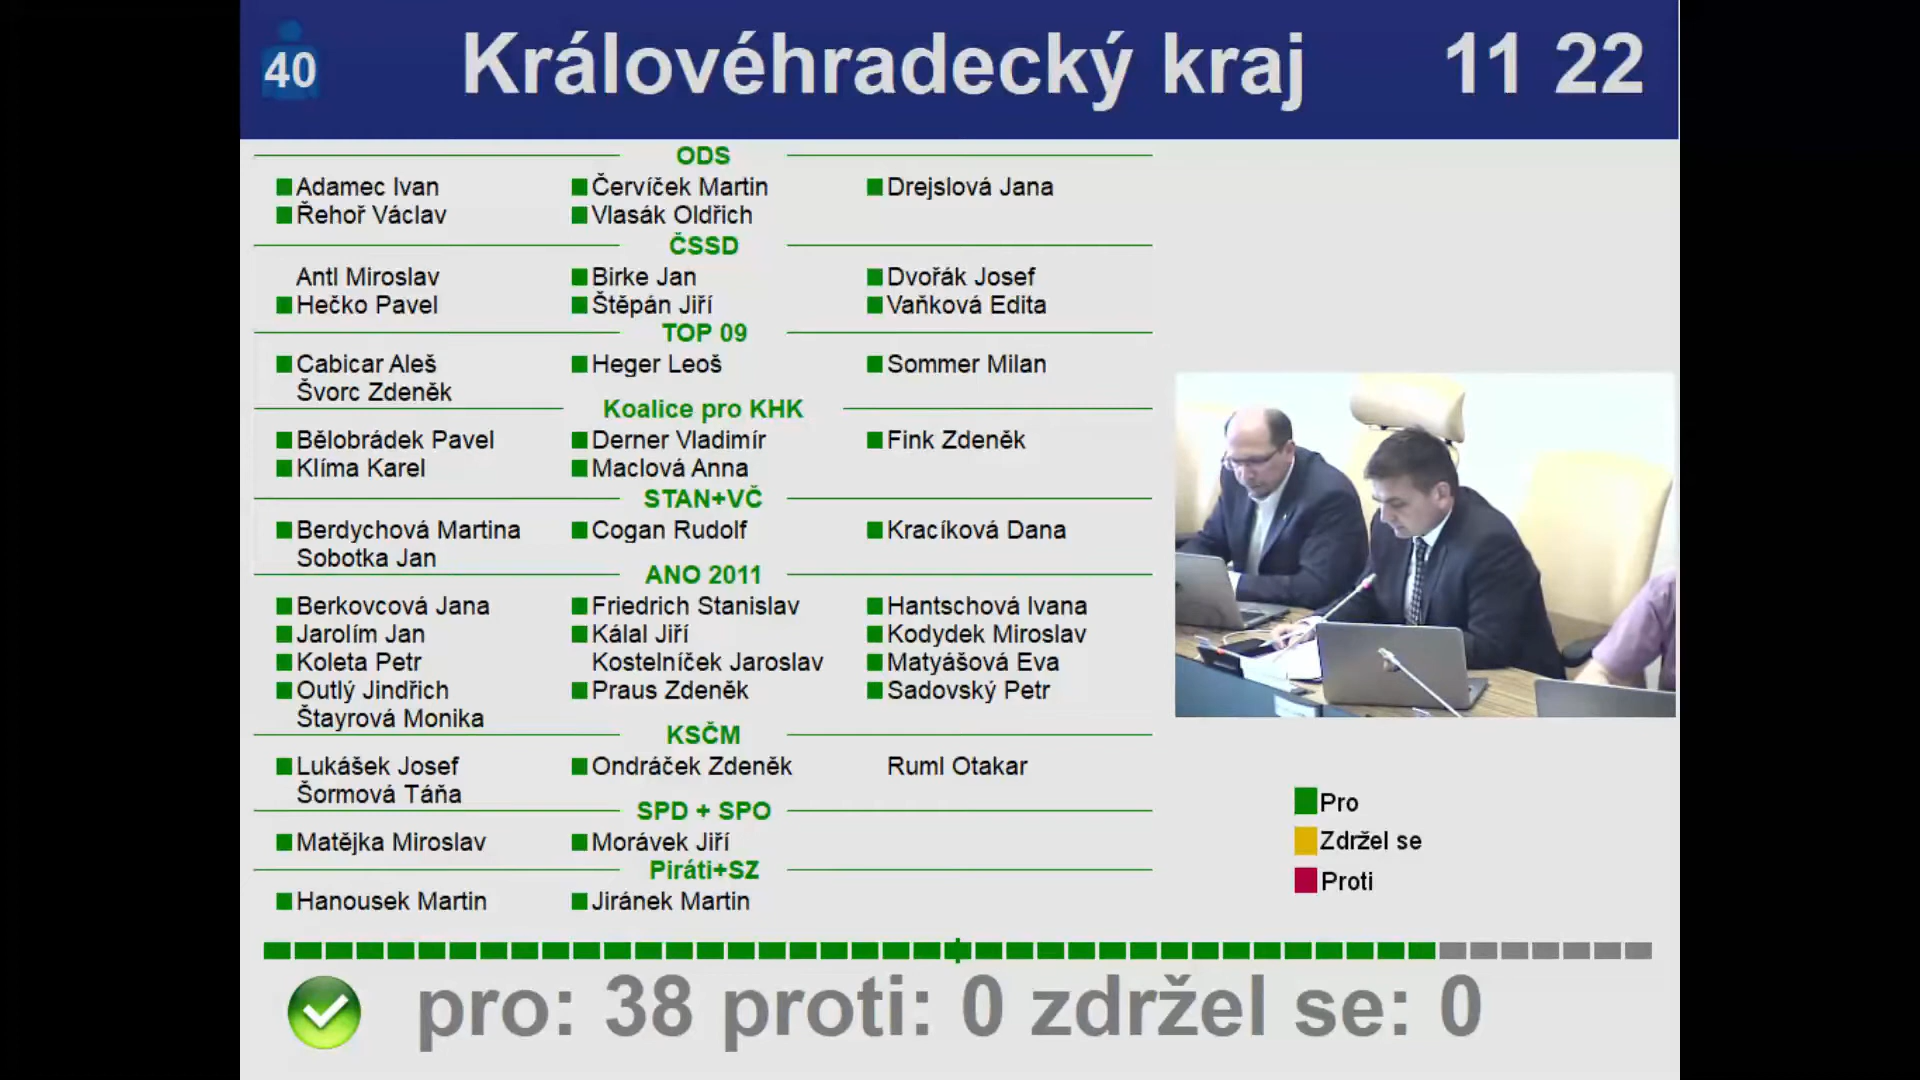 40 Královéhradecký kraj 11 22
ODS
Adamec Ivan Červíček Martin Drejslová Jana
Řehoř Václav Vlasák Oldřich
ČSSD
Antl Miroslav Birke Jan Dvořák Josef
Hečko Pavel Štěpán Jiří Vaňková Edita
TOP 09
Cabicar Aleš Heger Leoš Sommer Milan
Švorc Zdeněk
Koalice pro KHK
Bělobrádek Pavel Derner Vladimír Fink Zdeněk
Klíma Karel Maclová Anna
STAN+VČ
Berdychová Martina Cogan Rudolf Kracíková Dana
Sobotka Jan
ANO 2011
Berkovcová Jana Friedrich Stanislav Hantschová Ivana
Jarolím Jan Kálal Jiří Kodydek Miroslav
Koleta Petr Kostelníček Jaroslav Matyášová Eva
Outlý Jindřich Praus Zdeněk Sadovský Petr
Štayrová Monika
KSČM
Lukášek Josef Ondráček Zdeněk Ruml Otakar
Šormová Táňa
SPD + SPO
Matějka Miroslav Morávek Jiří
Piráti+SZ
Hanousek Martin Jiránek Martin
Pro
Zdržel se
Proti
pro: 38 proti: 0 zdržel se: 0